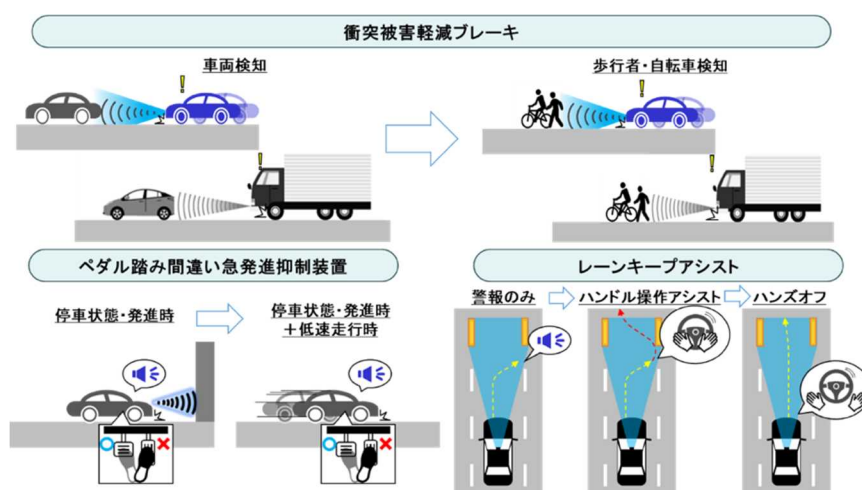 衝突被害軽減ブレーキ
車両検知
歩行者・自転車検知
ペダル踏み間違い急発進抑制装置
停車状態・発進時
停車状態・発進時
＋低速走行時
レーンキープアシスト
警報のみ
ハンドル操作アシスト
ハンズオフ